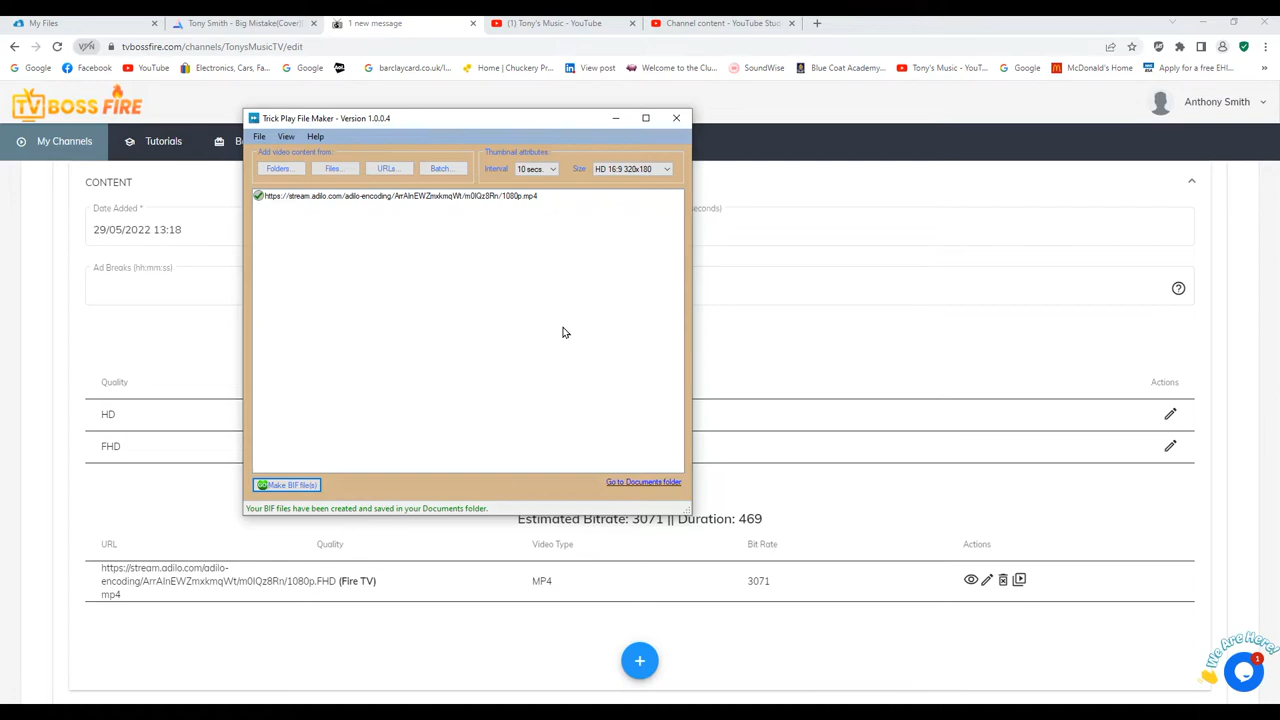 My Files
Tony Smith - Big Mistake(Cover)
1 new message
(1) Tony's Music - YouTube
Channel content - YouTube Stud
VPN
tvbossfire.com/channels/TonysMusicTV/edit
Google
Facebook
YouTube
Electronics, Cars, Fa...
Google
AOL.
barclaycard.co.uk/l...
Home | Chuckery Pr...
View post
Welcome to the Clu...
SoundWise
Blue Coat Academy...
Tony's Music - YouT...
Google
McDonald's Home
Apply for a free EHI...
TV BOSS FIRE
Anthony Smith
My Channels
Tutorials
Trick Play File Maker - Version 1.0.0.4
File
View
Help
Add video content from:
Thumbnail attributes:
Folders...
Files...
URLs...
Batch...
Interval
10 secs.
Size
HD 16:9 320x180
https://stream.adilo.com/adilo-encoding/ArrAlnEWZmxkmqWt/m0IQz8Rn/1080p.mp4
CONTENT
Date Added *
29/05/2022 13:18
econds)
Ad Breaks (hh:mm:ss)
Quality
Actions
HD
FHD
GO
Make BIF file(s)
Go to Documents folder
Your BIF files have been created and saved in your Documents folder.
Estimated Bitrate: 3071 || Duration: 469
URL
Quality
Video Type
Bit Rate
Actions
https://stream.adilo.com/adilo-
encoding/ArrAlnEWZmxkmqWt/m0IQz8Rn/1080p.
mp4
FHD (Fire TV)
MP4
3071
We Are Here!
1